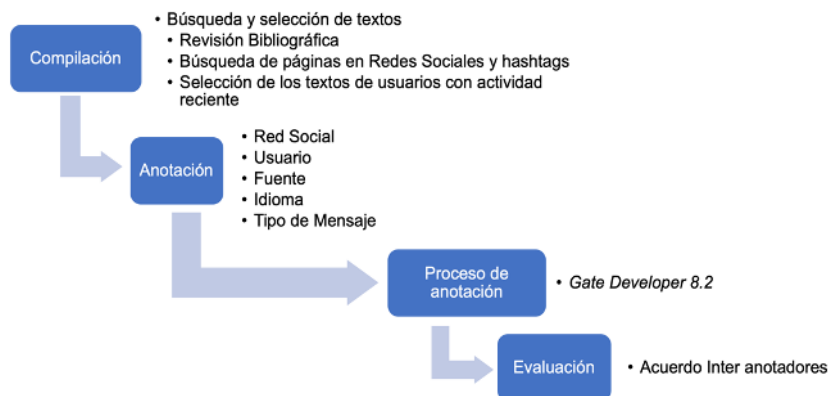 Compilación
• Búsqueda y selección de textos
• Revisión Bibliográfica
• Búsqueda de páginas en Redes Sociales y hashtags
• Selección de los textos de usuarios con actividad
reciente
Anotación
• Red Social
• Usuario
• Fuente
• Idioma
• Tipo de Mensaje
Proceso de
anotación
• Gate Developer 8.2
Evaluación
• Acuerdo Inter anotadores